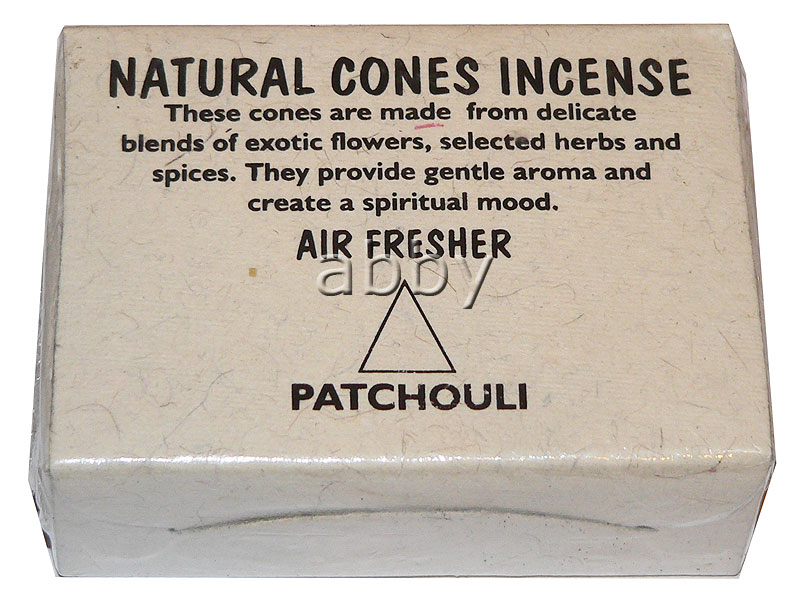 NATURAL CONES INCENSE
These cones are made from delicate
blends of exotic flowers, selected herbs and
spices. They provide gentle aroma and
create a spiritual mood.
AIR FRESHER
abby
PATCHOULI